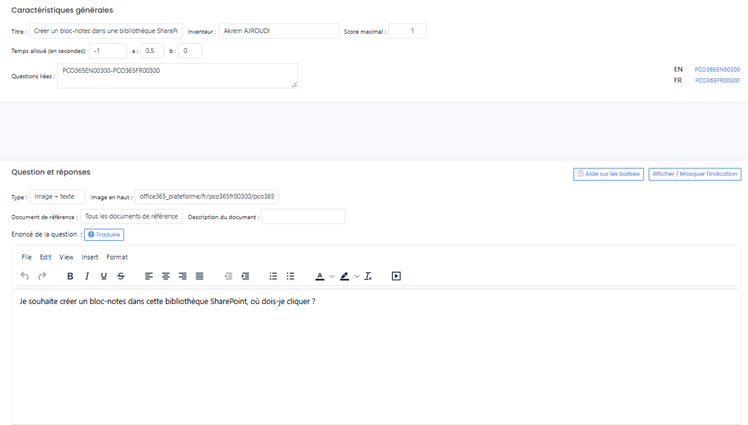 Caractéristiques générales
Titre : Créer un bloc-notes dans une bibliothèque ShareP Inventeur : Akrem AJROUDI Score maximal : 1
Temps alloué (en secondes): -1 a : 0.5 b : 0
Questions liées : PCO365EN00300-PCO365FR00300
EN PCO365EN00300
FR PCO365FR00300
Question et réponses
Aide sur les balises Afficher / Masquer l'indication
Type : Image + texte Image en haut : office365_plateforme/fr/pco365fr00300/pco365
Document de référence : Tous les documents de référence Description du document :
Enoncé de la question : Traduire
File Edit View Insert Format
B I U S A
Je souhaite créer un bloc-notes dans cette bibliothèque SharePoint, où dois-je cliquer ?